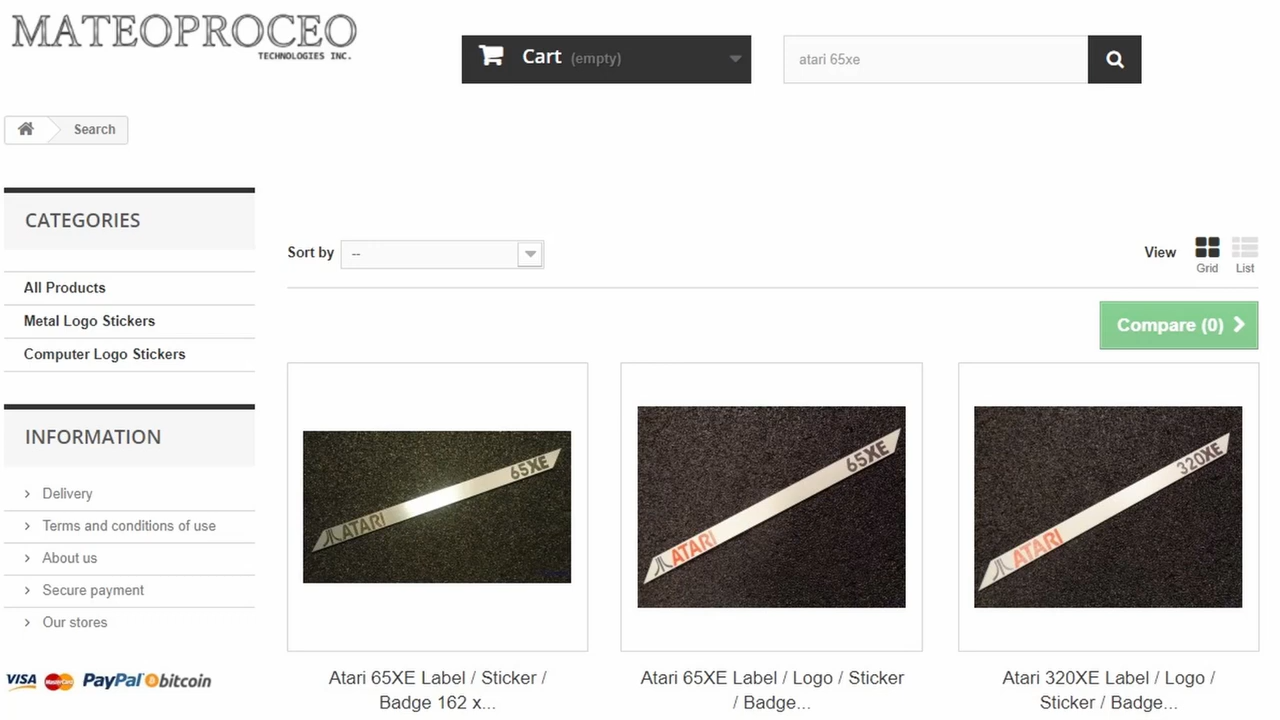 MATEOPROCEO
TECHNOLOGIES INC.
Cart (empty)
atari 65xe
Search
CATEGORIES
All Products
Metal Logo Stickers
Computer Logo Stickers
INFORMATION
Delivery
Terms and conditions of use
About us
Secure payment
Our stores
VISA MasterCard PayPal bitcoin
Sort by --
View
Grid List
Compare (0)
ATARI 65XE
ATARI 65XE
ATARI 320XE
Atari 65XE Label / Sticker /
Badge 162 x...
Atari 65XE Label / Logo / Sticker
/ Badge...
Atari 320XE Label / Logo /
Sticker / Badge...